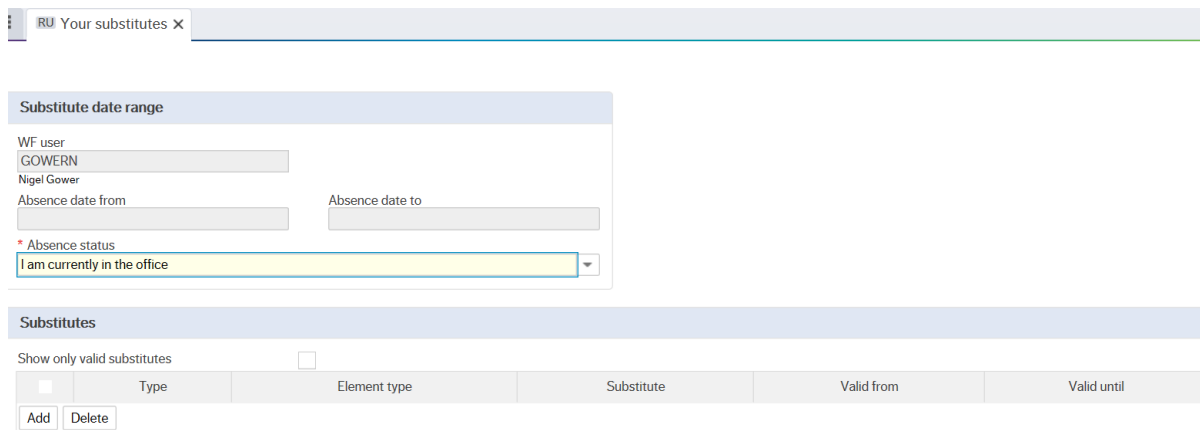 RU Your substitutes
Substitute date range
WF user
GOWERN
Nigel Gower
Absence date from Absence date to
* Absence status
I am currently in the office
Substitutes
Show only valid substitutes
Type Element type Substitute Valid from Valid until
Add Delete